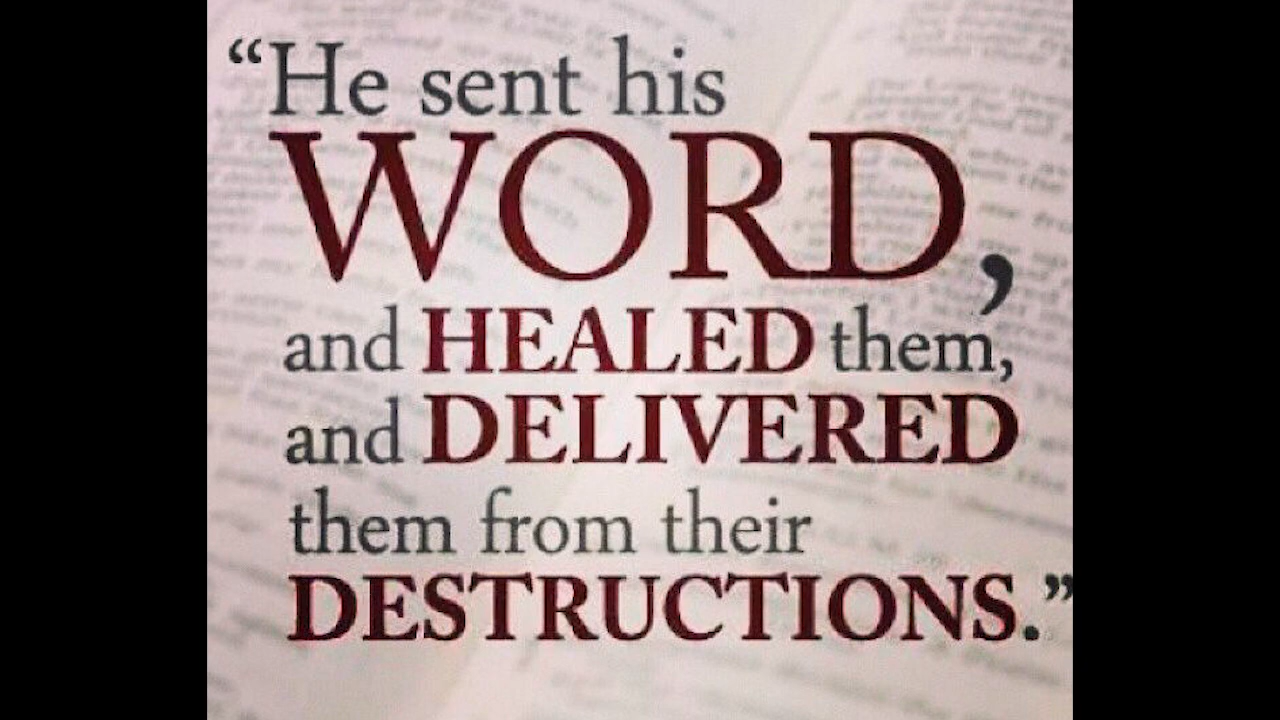 “He sent his
WORD,
and HEALED them,
and DELIVERED
them from their
DESTRUCTIONS.”